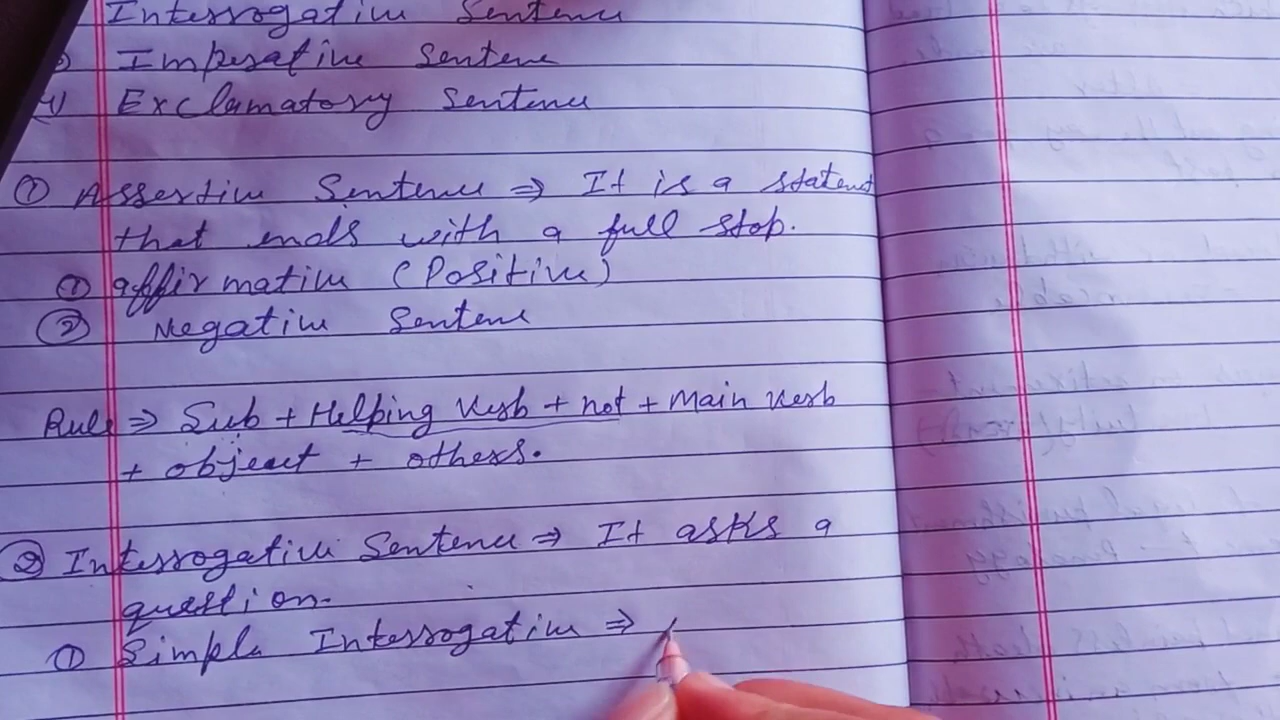 Interrogative Sentence
3) Imperative Sentence
4) Exclamatory Sentence
① Assertive Sentence ⇒ It is a statement
that ends with a full stop.
① affirmative (Positive)
② Negative Sentence
Rule ⇒ Sub + Helping Verb + not + Main Verb
+ object + others.
② Interrogative Sentence ⇒ It asks a
question.
① Simple Interrogative ⇒